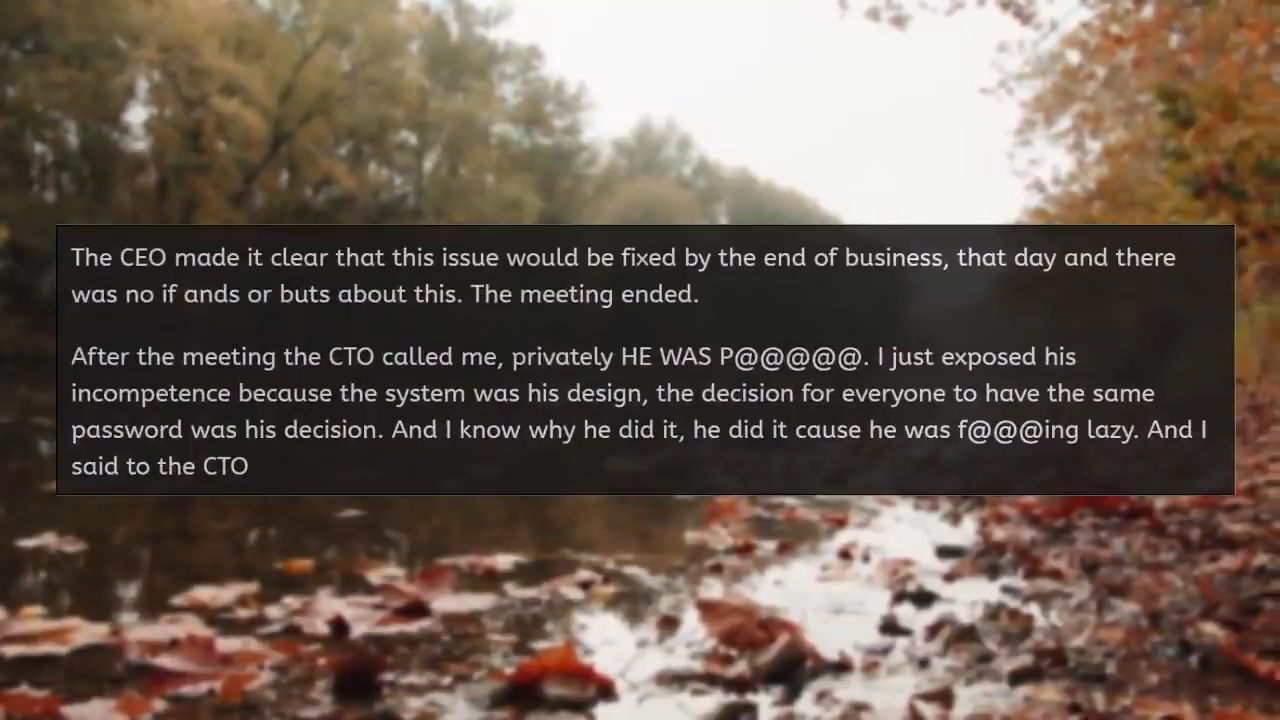 The CEO made it clear that this issue would be fixed by the end of business, that day and there
was no if ands or buts about this. The meeting ended.
After the meeting the CTO called me, privately HE WAS P@@@@@. I just exposed his
incompetence because the system was his design, the decision for everyone to have the same
password was his decision. And I know why he did it, he did it cause he was f@@@ing lazy. And I
said to the CTO